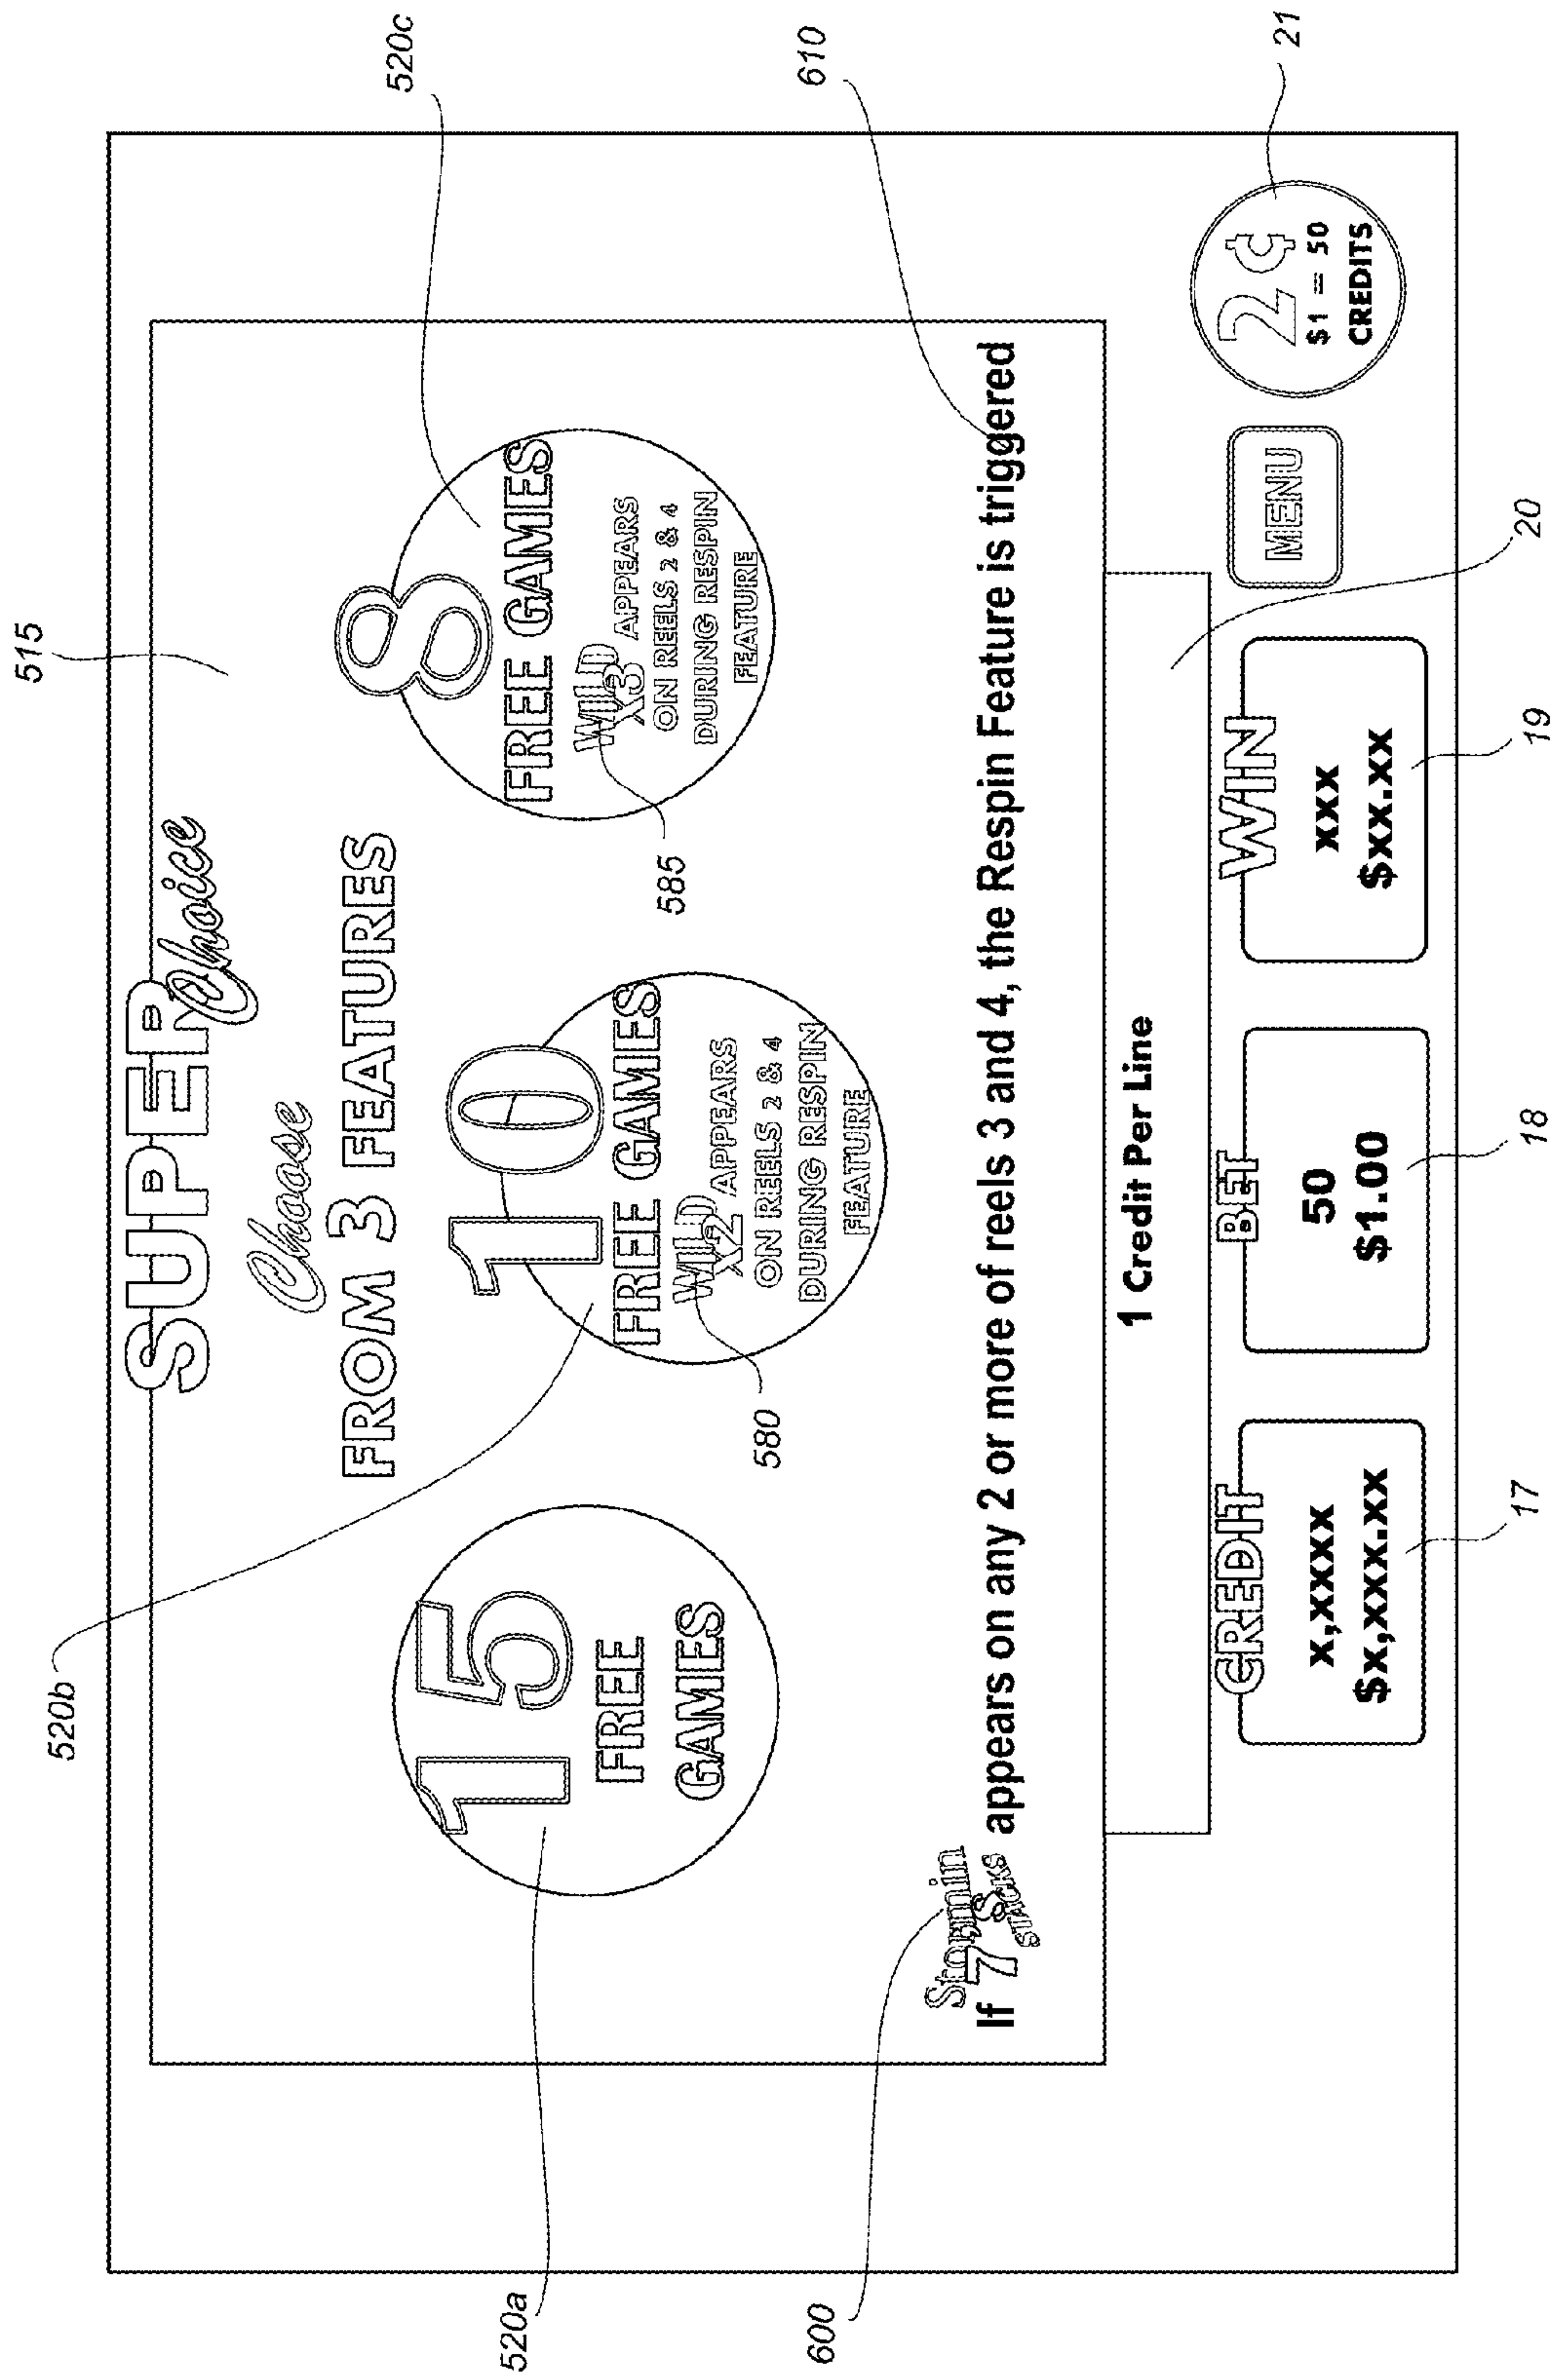 515
520c
610
21
520b
SUPER Choice
Choose
FROM 3 FEATURES
15
FREE
GAMES
10
FREE GAMES
WILD X2 APPEARS
ON REELS 2 & 4
DURING RESPIN
FEATURE
580
8
FREE GAMES
WILD X3 APPEARS
ON REELS 2 & 4
DURING RESPIN
FEATURE
585
If Stormin 7's STACKS appears on any 2 or more of reels 3 and 4, the Respin Feature is triggered
1 Credit Per Line
CREDIT
x,xxxx
$x,xxx.xx
BET
50
$1.00
WIN
xxx
$xx.xx
MENU
2¢
$1 = 50
CREDITS
520a
600
17
18
19
20